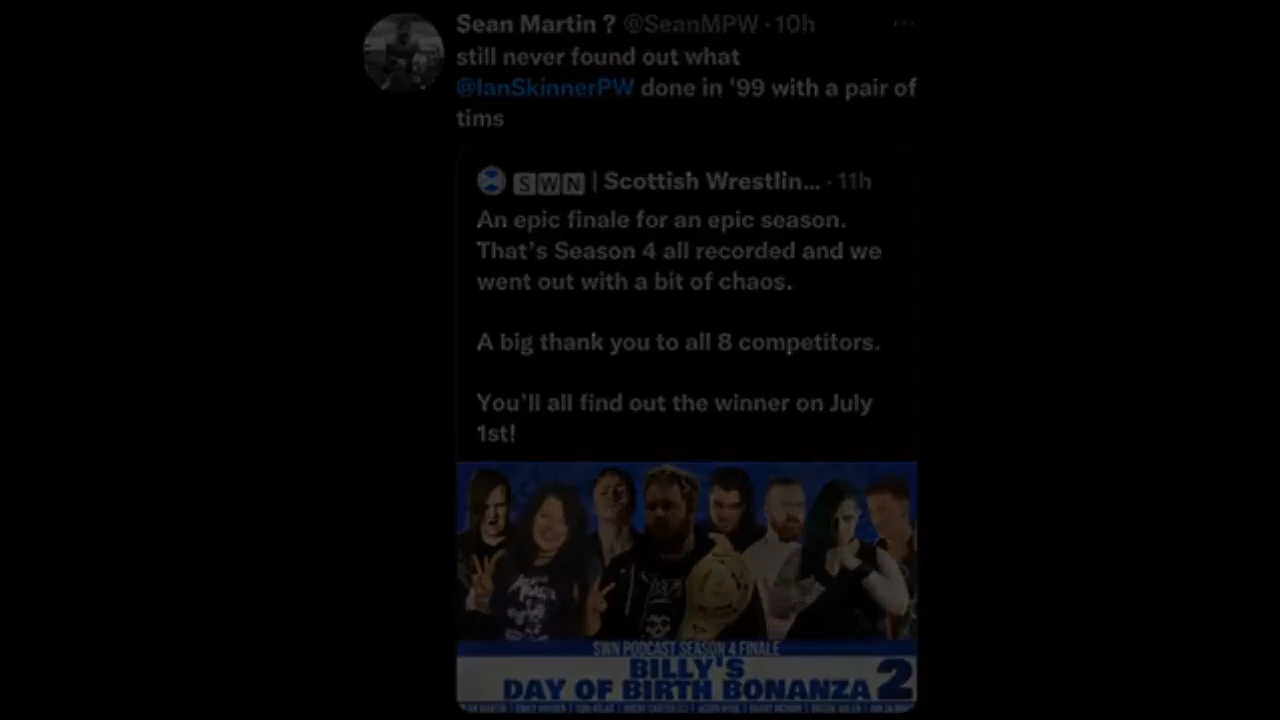 Sean Martin ? @SeanMPW · 10h
still never found out what
@IanSkinnerPW done in '99 with a pair of
tims
SWN | Scottish Wrestlin... · 11h
An epic finale for an epic season.
That's Season 4 all recorded and we
went out with a bit of chaos.
A big thank you to all 8 competitors.
You'll all find out the winner on July
1st!
SWN PODCAST SEASON 4 FINALE
BILLY'S
DAY OF BIRTH BONANZA 2